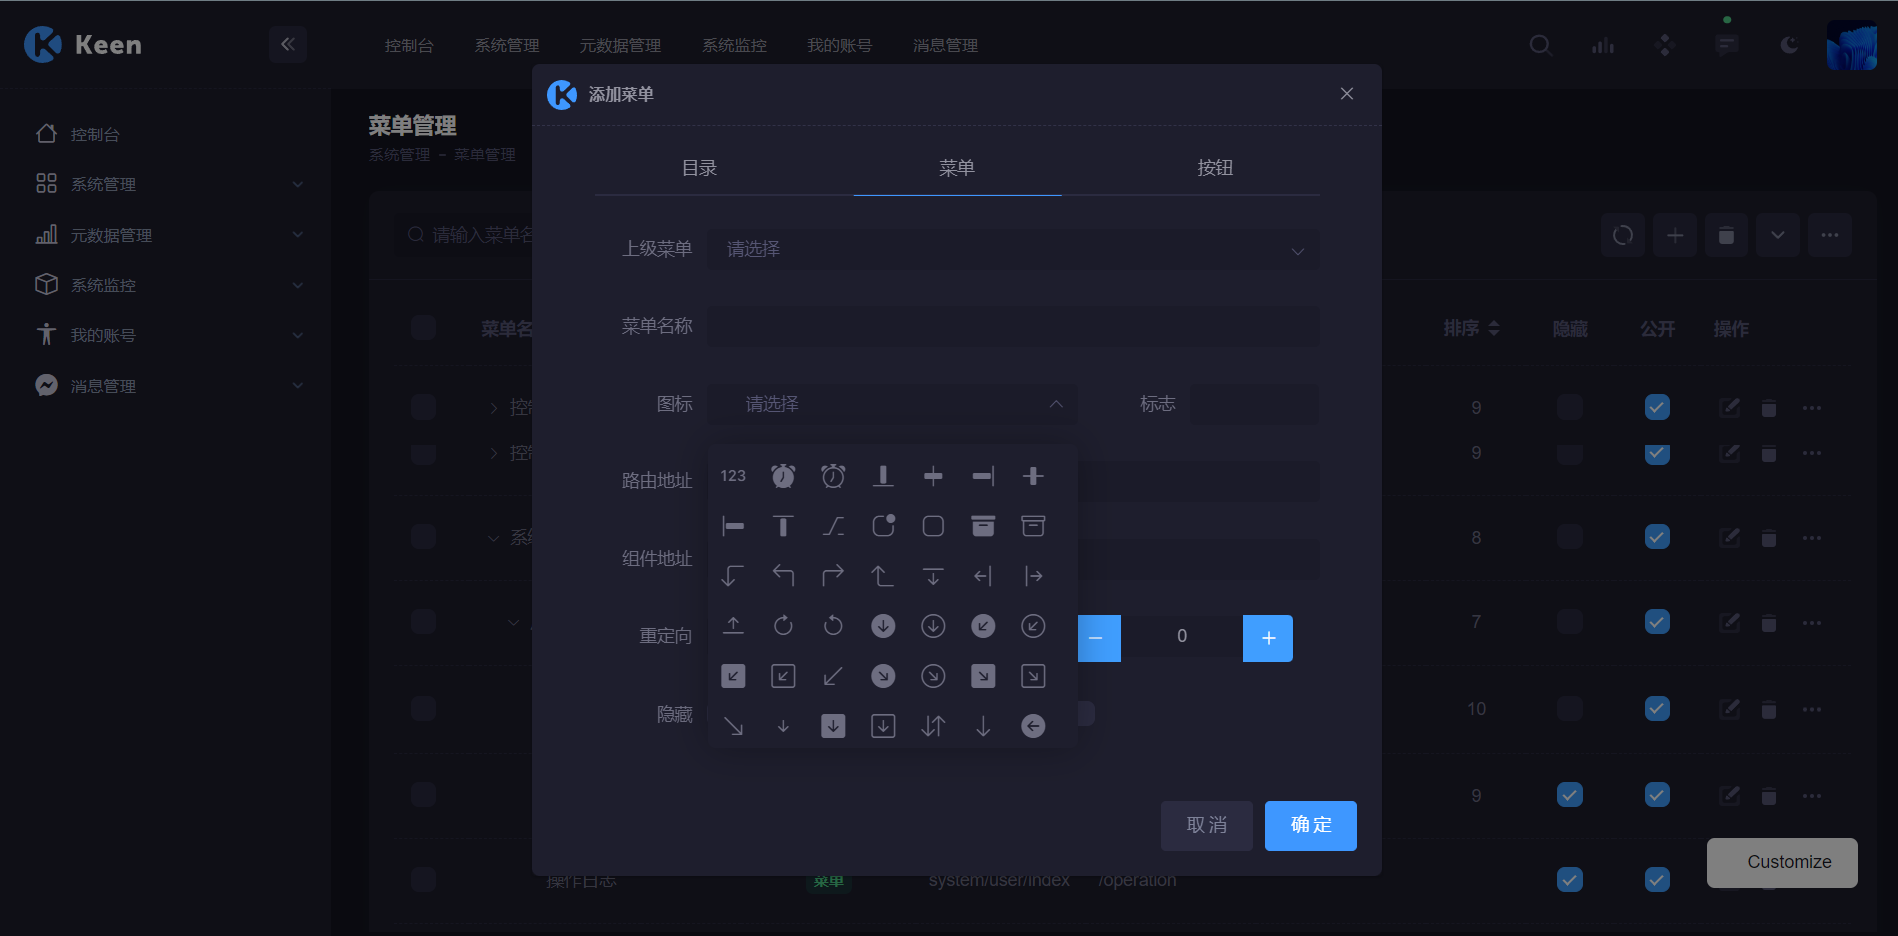 Keen
控制台
系统管理
元数据管理
系统监控
我的账号
消息管理
控制台
系统管理
元数据管理
系统监控
我的账号
消息管理
菜单管理
系统管理 - 菜单管理
请输入菜单名
菜单名
排序
隐藏
公开
操作
9
9
8
7
10
9
操作日志
菜单
system/user/index
/operation
Customize
添加菜单
目录
菜单
按钮
上级菜单
请选择
菜单名称
图标
请选择
标志
路由地址
组件地址
重定向
0
隐藏
123
取消
确定